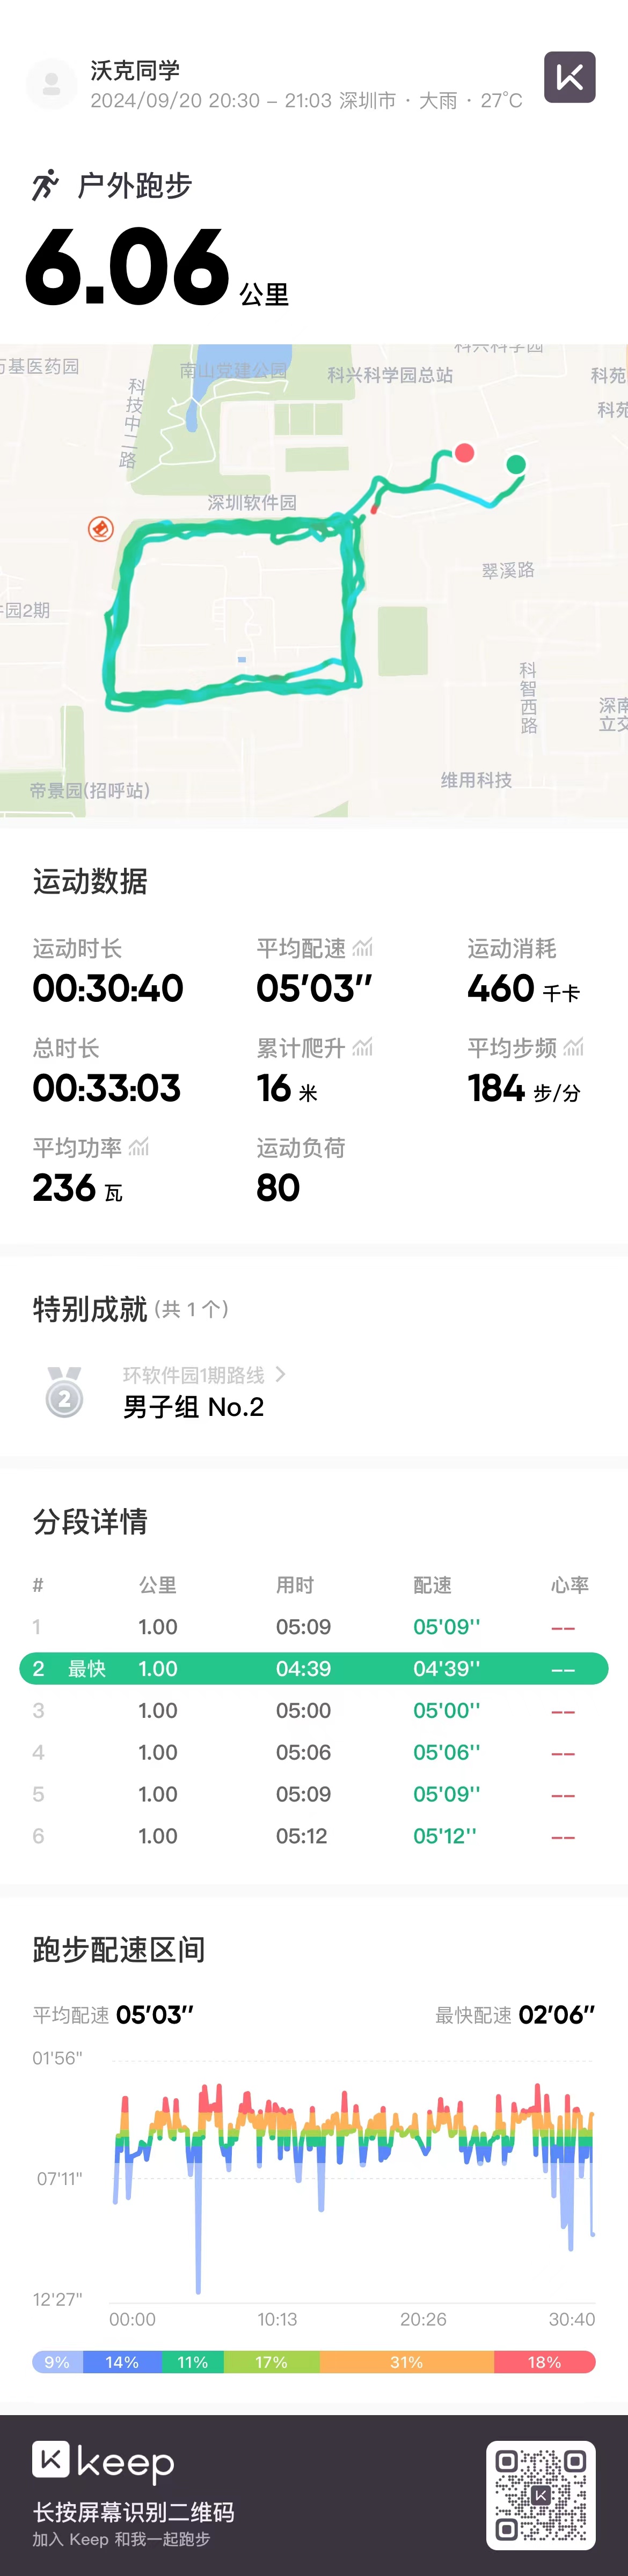 沃克同学
2024/09/20 20:30 – 21:03 深圳市 · 大雨 · 27°C
户外跑步
6.06 公里
万基医药园
南山党建公园
科兴科学园
科兴科学园总站
科苑
科苑
科技中二路
深圳软件园
翠溪路
园2期
科智西路
深南
立交
维用科技
帝景园(招呼站)
运动数据
运动时长 平均配速 运动消耗
00:30:40 05'03" 460 千卡
总时长 累计爬升 平均步频
00:33:03 16 米 184 步/分
平均功率 运动负荷
236 瓦 80
特别成就 (共 1 个)
2
环软件园1期路线 >
男子组 No.2
分段详情
# 公里 用时 配速 心率
1 1.00 05:09 05'09'' --
2 最快 1.00 04:39 04'39'' --
3 1.00 05:00 05'00'' --
4 1.00 05:06 05'06'' --
5 1.00 05:09 05'09'' --
6 1.00 05:12 05'12'' --
跑步配速区间
平均配速 05'03" 最快配速 02'06"
01'56"
07'11"
12'27"
00:00 10:13 20:26 30:40
9% 14% 11% 17% 31% 18%
keep
长按屏幕识别二维码
加入 Keep 和我一起跑步